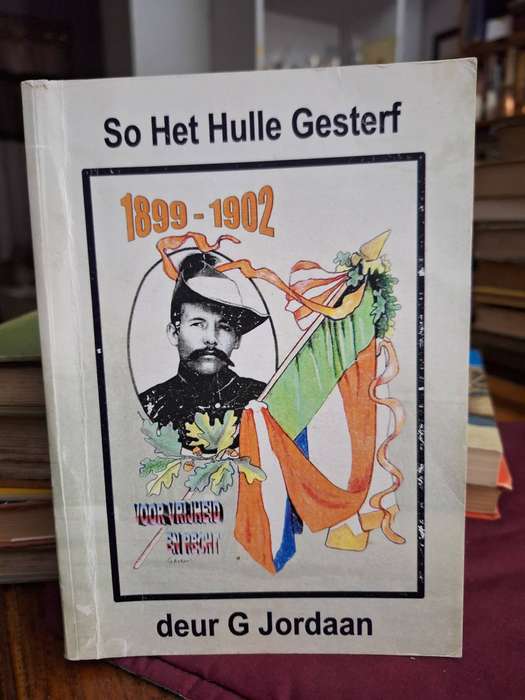 So Het Hulle Gesterf
1899 - 1902
VOOR VRIJHEID
EN RECHT
deur G Jordaan